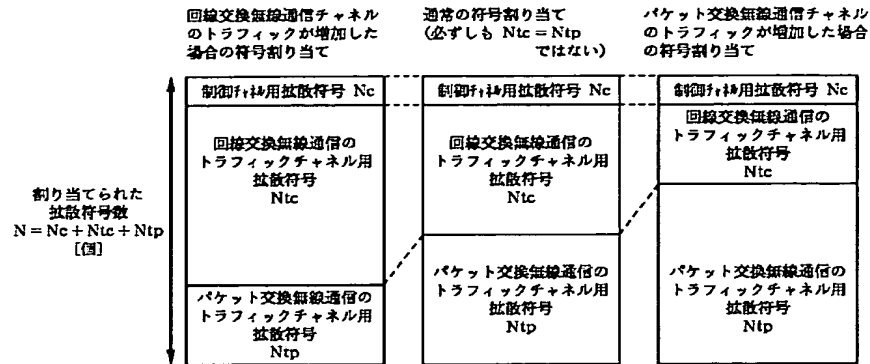 回線交換無線通信チャネル
のトラフィックが増加した
場合の符号割り当て
通常の符号割り当て
(必ずしも Ntc = Ntp
ではない)
パケット交換無線通信チャネル
のトラフィックが増加した場合
の符号割り当て
割り当てられた
拡散符号数
N = Nc + Ntc + Ntp
[個]
制御チャネル用拡散符号 Nc
回線交換無線通信の
トラフィックチャネル用
拡散符号
Ntc
パケット交換無線通信の
トラフィックチャネル用
拡散符号
Ntp
制御チャネル用拡散符号 Nc
回線交換無線通信の
トラフィックチャネル用
拡散符号
Ntc
パケット交換無線通信の
トラフィックチャネル用
拡散符号
Ntp
制御チャネル用拡散符号 Nc
回線交換無線通信の
トラフィックチャネル用
拡散符号
Ntc
パケット交換無線通信の
トラフィックチャネル用
拡散符号
Ntp